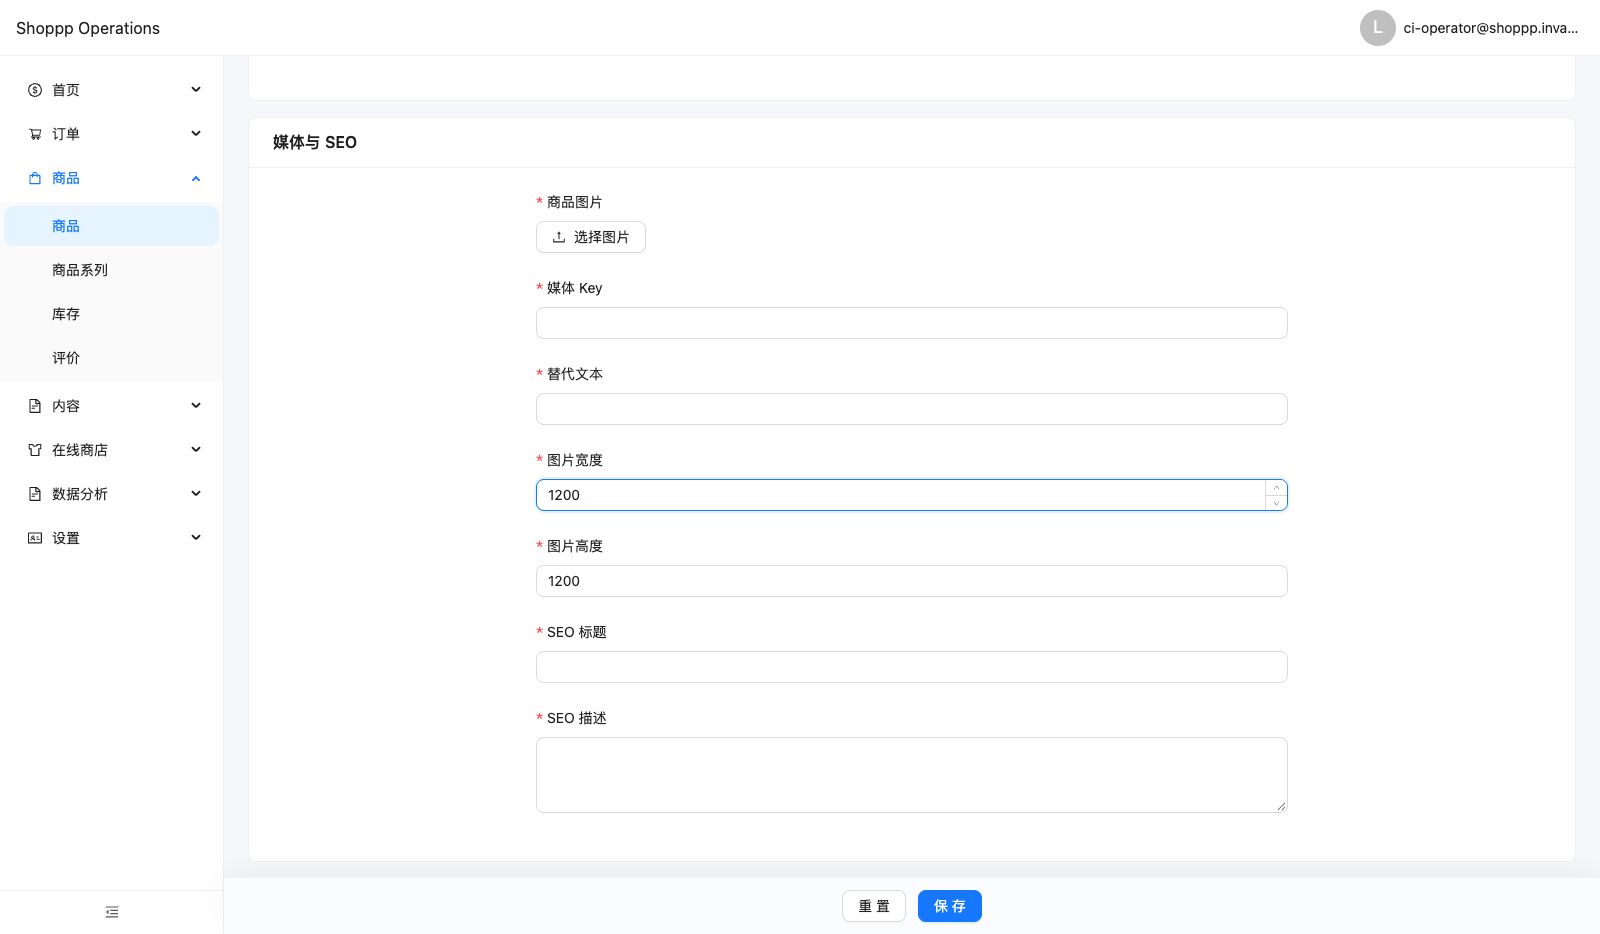 Shoppp Operations
L
ci-operator@shoppp.inva...
首页
订单
商品
商品
商品系列
库存
评价
内容
在线商店
数据分析
设置
媒体与 SEO
* 商品图片
选择图片
* 媒体 Key
* 替代文本
* 图片宽度
1200
* 图片高度
1200
* SEO 标题
* SEO 描述
重 置
保 存